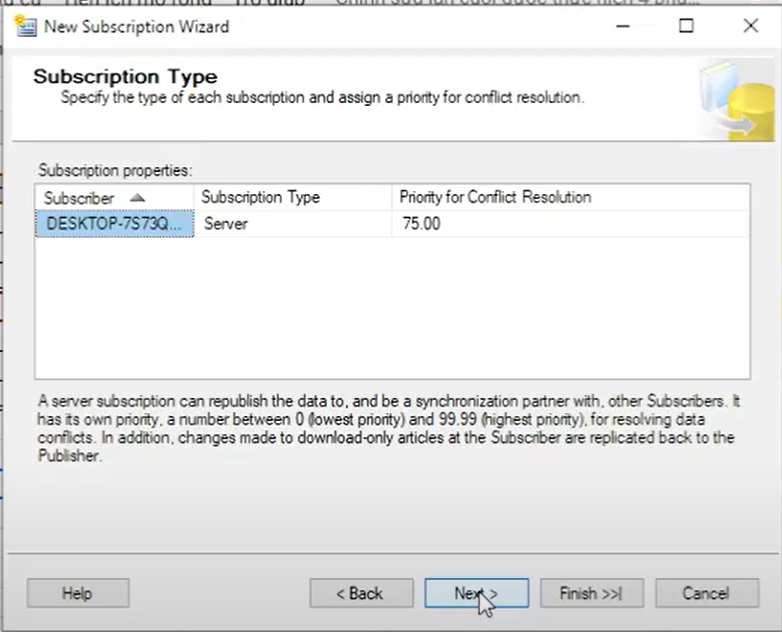 New Subscription Wizard
Subscription Type
Specify the type of each subscription and assign a priority for conflict resolution.
Subscription properties:
Subscriber Subscription Type Priority for Conflict Resolution
DESKTOP-7S73Q... Server 75.00
A server subscription can republish the data to, and be a synchronization partner with, other Subscribers. It
has its own priority, a number between 0 (lowest priority) and 99.99 (highest priority), for resolving data
conflicts. In addition, changes made to download-only articles at the Subscriber are replicated back to the
Publisher.
Help < Back Next > Finish >>| Cancel